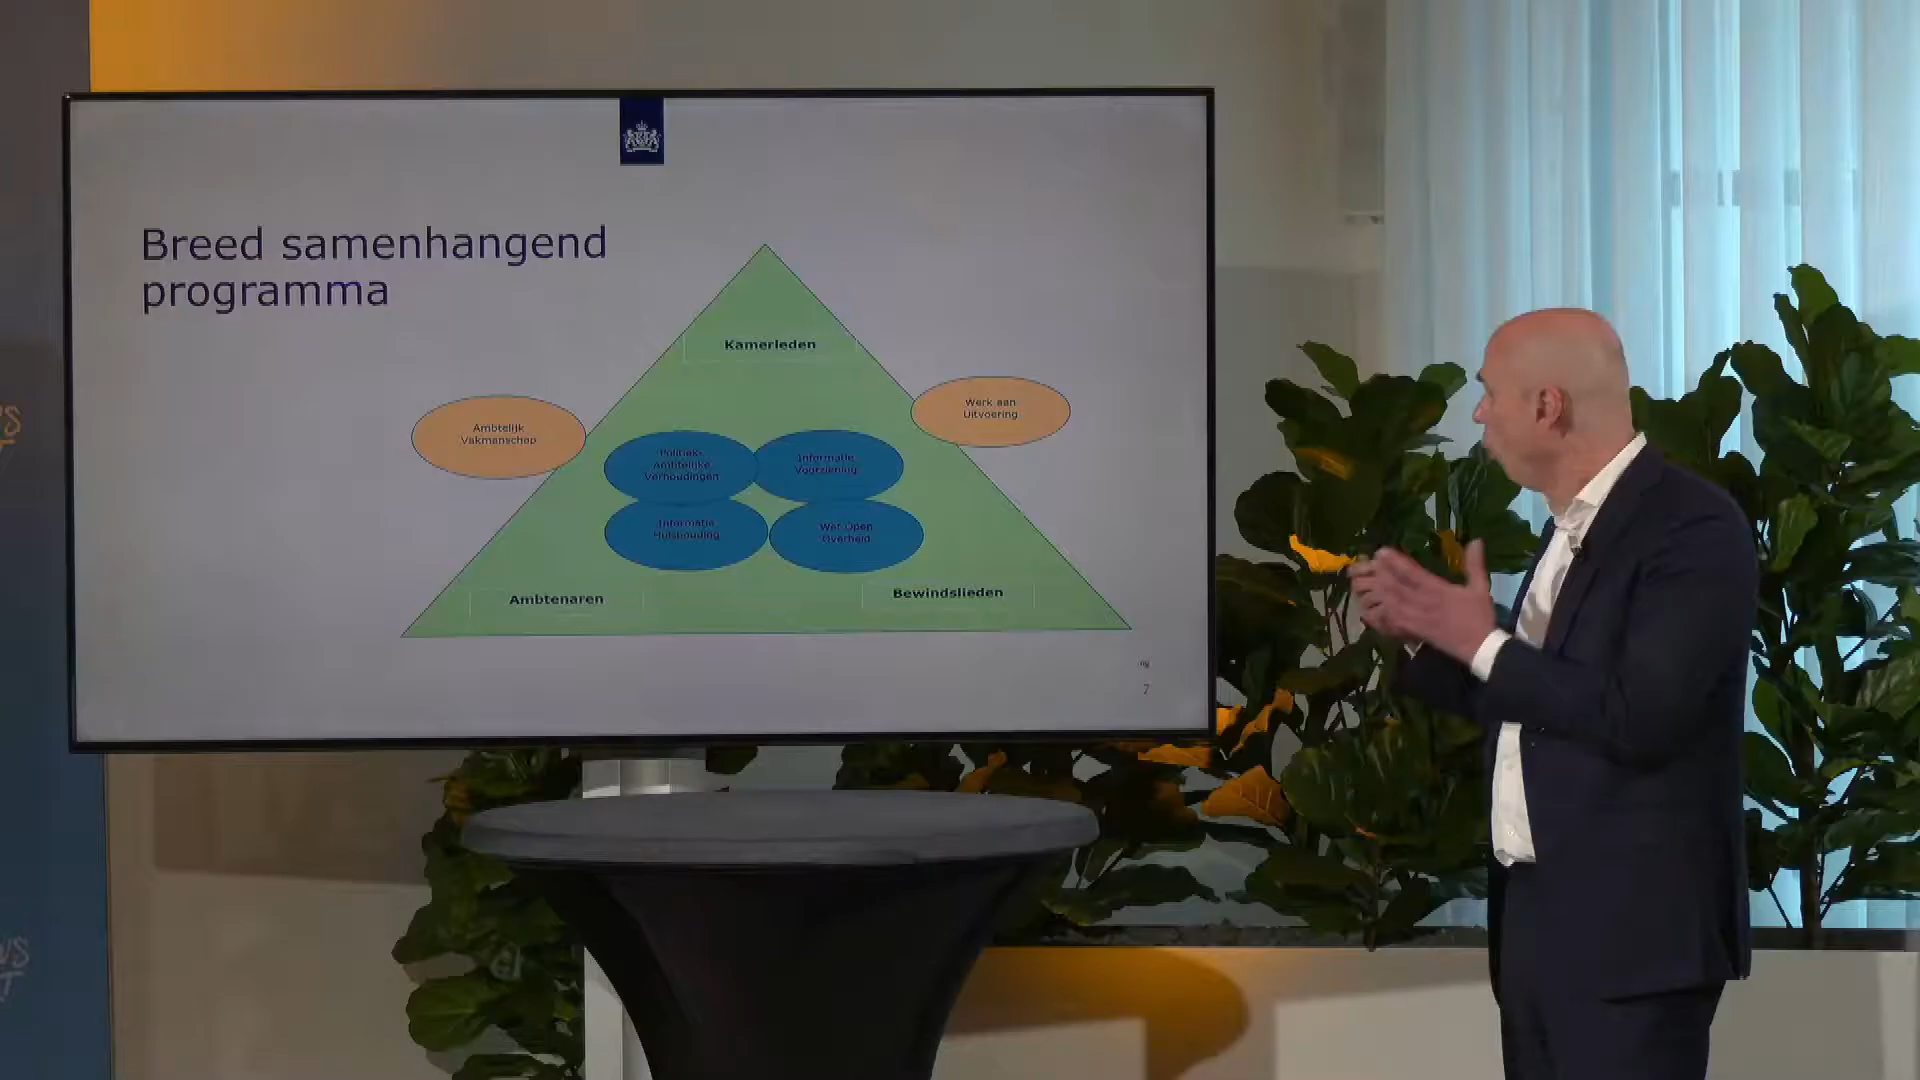 Breed samenhangend
programma
Kamerleden
Werk aan
Uitvoering
Ambtelijk
Vakmanschap
Politiek-
Ambtelijke
Verhoudingen
Informatie
Voorziening
Informatie
Huishouding
Wet Open
Overheid
Ambtenaren
Bewindslieden
7